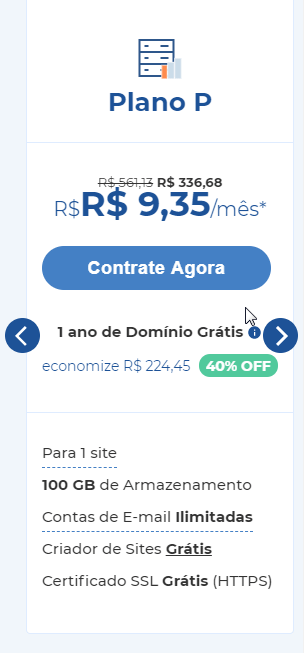 Plano P
R$ 561,13 R$ 336,68
R$R$ 9,35/mês*
Contrate Agora
1 ano de Domínio Grátis i
economize R$ 224,45 40% OFF
Para 1 site
100 GB de Armazenamento
Contas de E-mail Ilimitadas
Criador de Sites Grátis
Certificado SSL Grátis (HTTPS)